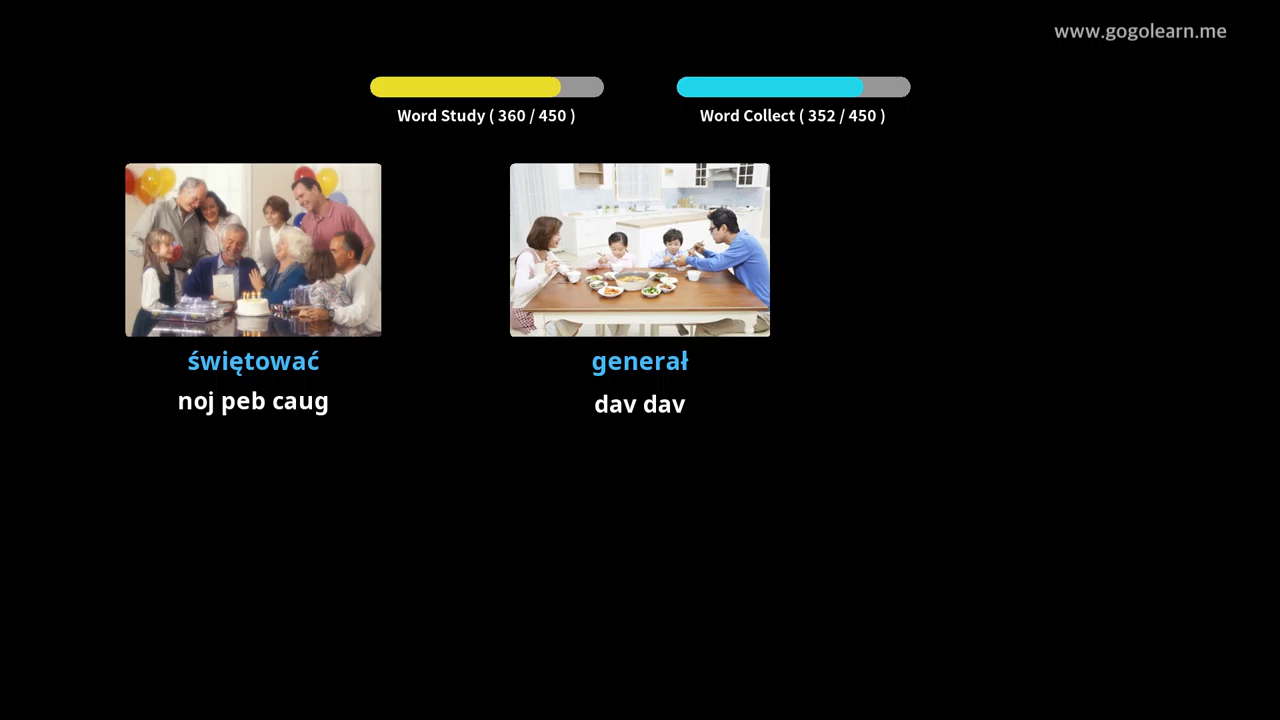 www.gogolearn.me
Word Study ( 360 / 450 )
Word Collect ( 352 / 450 )
świętować
noj peb caug
generał
dav dav